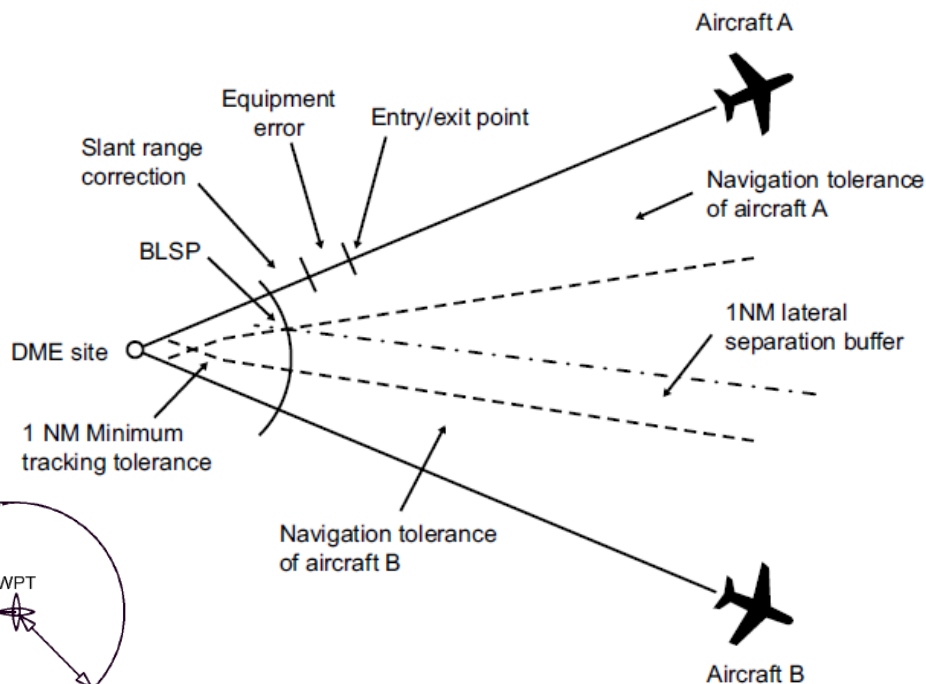 Aircraft A
Equipment
error
Entry/exit point
Slant range
correction
Navigation tolerance
of aircraft A
BLSP
1NM lateral
separation buffer
DME site
1 NM Minimum
tracking tolerance
Navigation tolerance
of aircraft B
WPT
Aircraft B